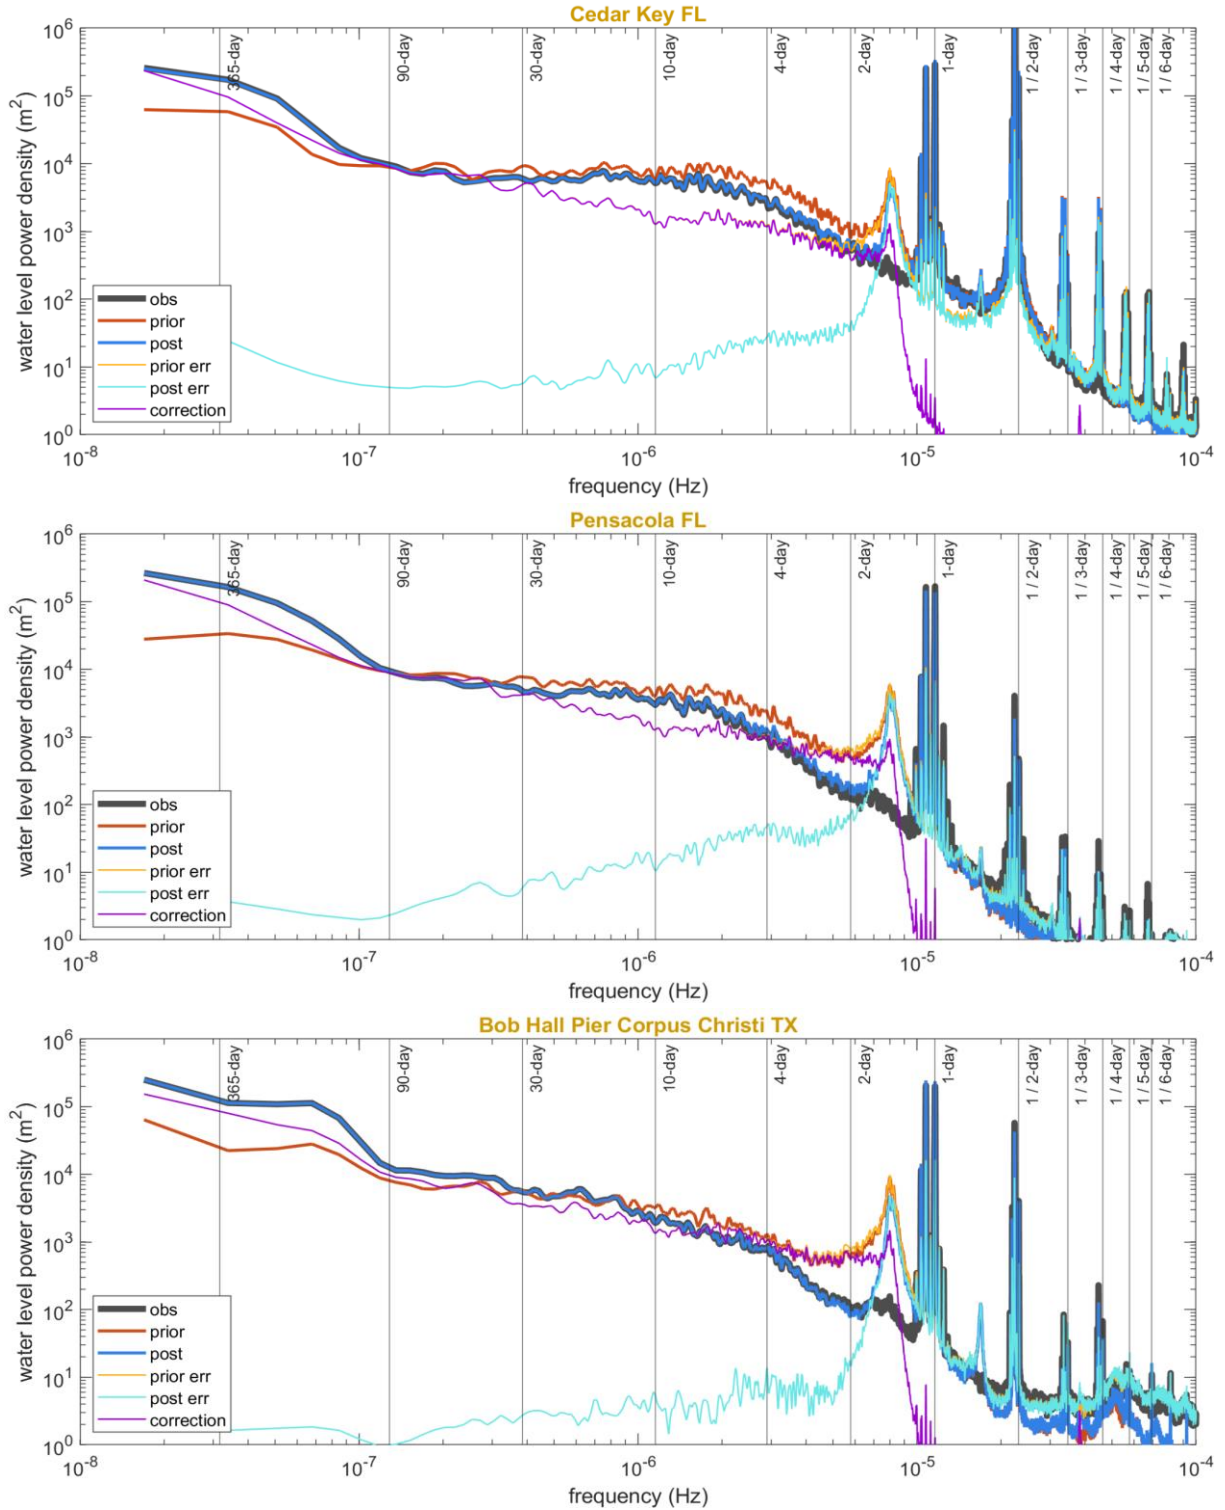 Cedar Key FL
10^6
10^5
10^4
10^3
10^2
10^1
10^0
water level power density (m^2)
365-day
90-day
30-day
10-day
4-day
2-day
1-day
1 / 2-day
1 / 3-day
1 / 4-day
1 / 5-day
1 / 6-day
obs
prior
post
prior err
post err
correction
10^-8
10^-7
10^-6
10^-5
10^-4
frequency (Hz)
Pensacola FL
10^6
10^5
10^4
10^3
10^2
10^1
10^0
water level power density (m^2)
365-day
90-day
30-day
10-day
4-day
2-day
1-day
1 / 2-day
1 / 3-day
1 / 4-day
1 / 5-day
1 / 6-day
obs
prior
post
prior err
post err
correction
10^-8
10^-7
10^-6
10^-5
10^-4
frequency (Hz)
Bob Hall Pier Corpus Christi TX
10^6
10^5
10^4
10^3
10^2
10^1
10^0
water level power density (m^2)
365-day
90-day
30-day
10-day
4-day
2-day
1-day
1 / 2-day
1 / 3-day
1 / 4-day
1 / 5-day
1 / 6-day
obs
prior
post
prior err
post err
correction
10^-8
10^-7
10^-6
10^-5
10^-4
frequency (Hz)